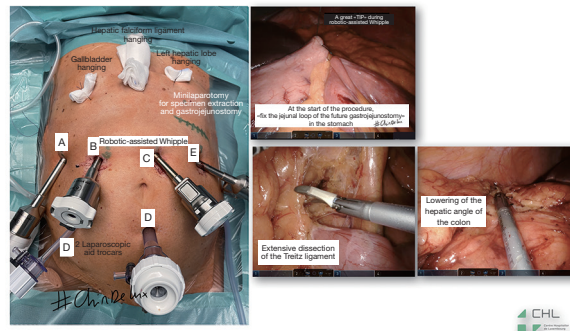 Hepatic falciform ligament
hanging
Gallbladder
hanging
Left hepatic lobe
hanging
Minilaparotomy
for specimen extraction
and gastrojejunostomy
Robotic-assisted Whipple
A
B
C
E
D
D
2 Laparoscopic
aid trocars
#ChirDeLux
A great «TIP» during
robotic-assisted Whipple
At the start of the procedure,
«fix the jejunal loop of the future gastrojejunostomy»
in the stomach
Extensive dissection
of the Treitz ligament
Lowering of the
hepatic angle of
the colon
CHL